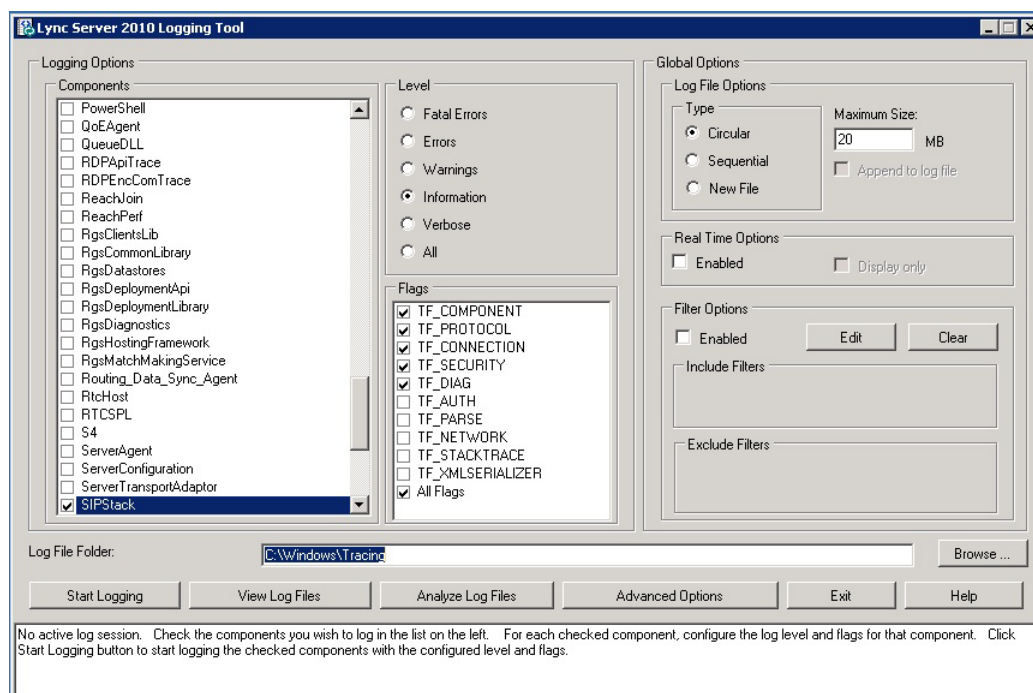 Lync Server 2010 Logging Tool
Logging Options
Components
PowerShell
QoEAgent
QueueDLL
RDPApiTrace
RDPEncComTrace
ReachJoin
ReachPerf
RgsClientsLib
RgsCommonLibrary
RgsDatastores
RgsDeploymentApi
RgsDeploymentLibrary
RgsDiagnostics
RgsHostingFramework
RgsMatchMakingService
Routing_Data_Sync_Agent
RtcHost
RTCSPL
S4
ServerAgent
ServerConfiguration
ServerTransportAdaptor
SIPStack
Level
Fatal Errors
Errors
Warnings
Information
Verbose
All
Flags
TF_COMPONENT
TF_PROTOCOL
TF_CONNECTION
TF_SECURITY
TF_DIAG
TF_AUTH
TF_PARSE
TF_NETWORK
TF_STACKTRACE
TF_XMLSERIALIZER
All Flags
Global Options
Log File Options
Type
Circular
Sequential
New File
Maximum Size:
20 MB
Append to log file
Real Time Options
Enabled
Display only
Filter Options
Enabled
Edit
Clear
Include Filters
Exclude Filters
Log File Folder:
C:\Windows\Tracing
Browse ...
Start Logging
View Log Files
Analyze Log Files
Advanced Options
Exit
Help
No active log session. Check the components you wish to log in the list on the left. For each checked component, configure the log level and flags for that component. Click
Start Logging button to start logging the checked components with the configured level and flags.